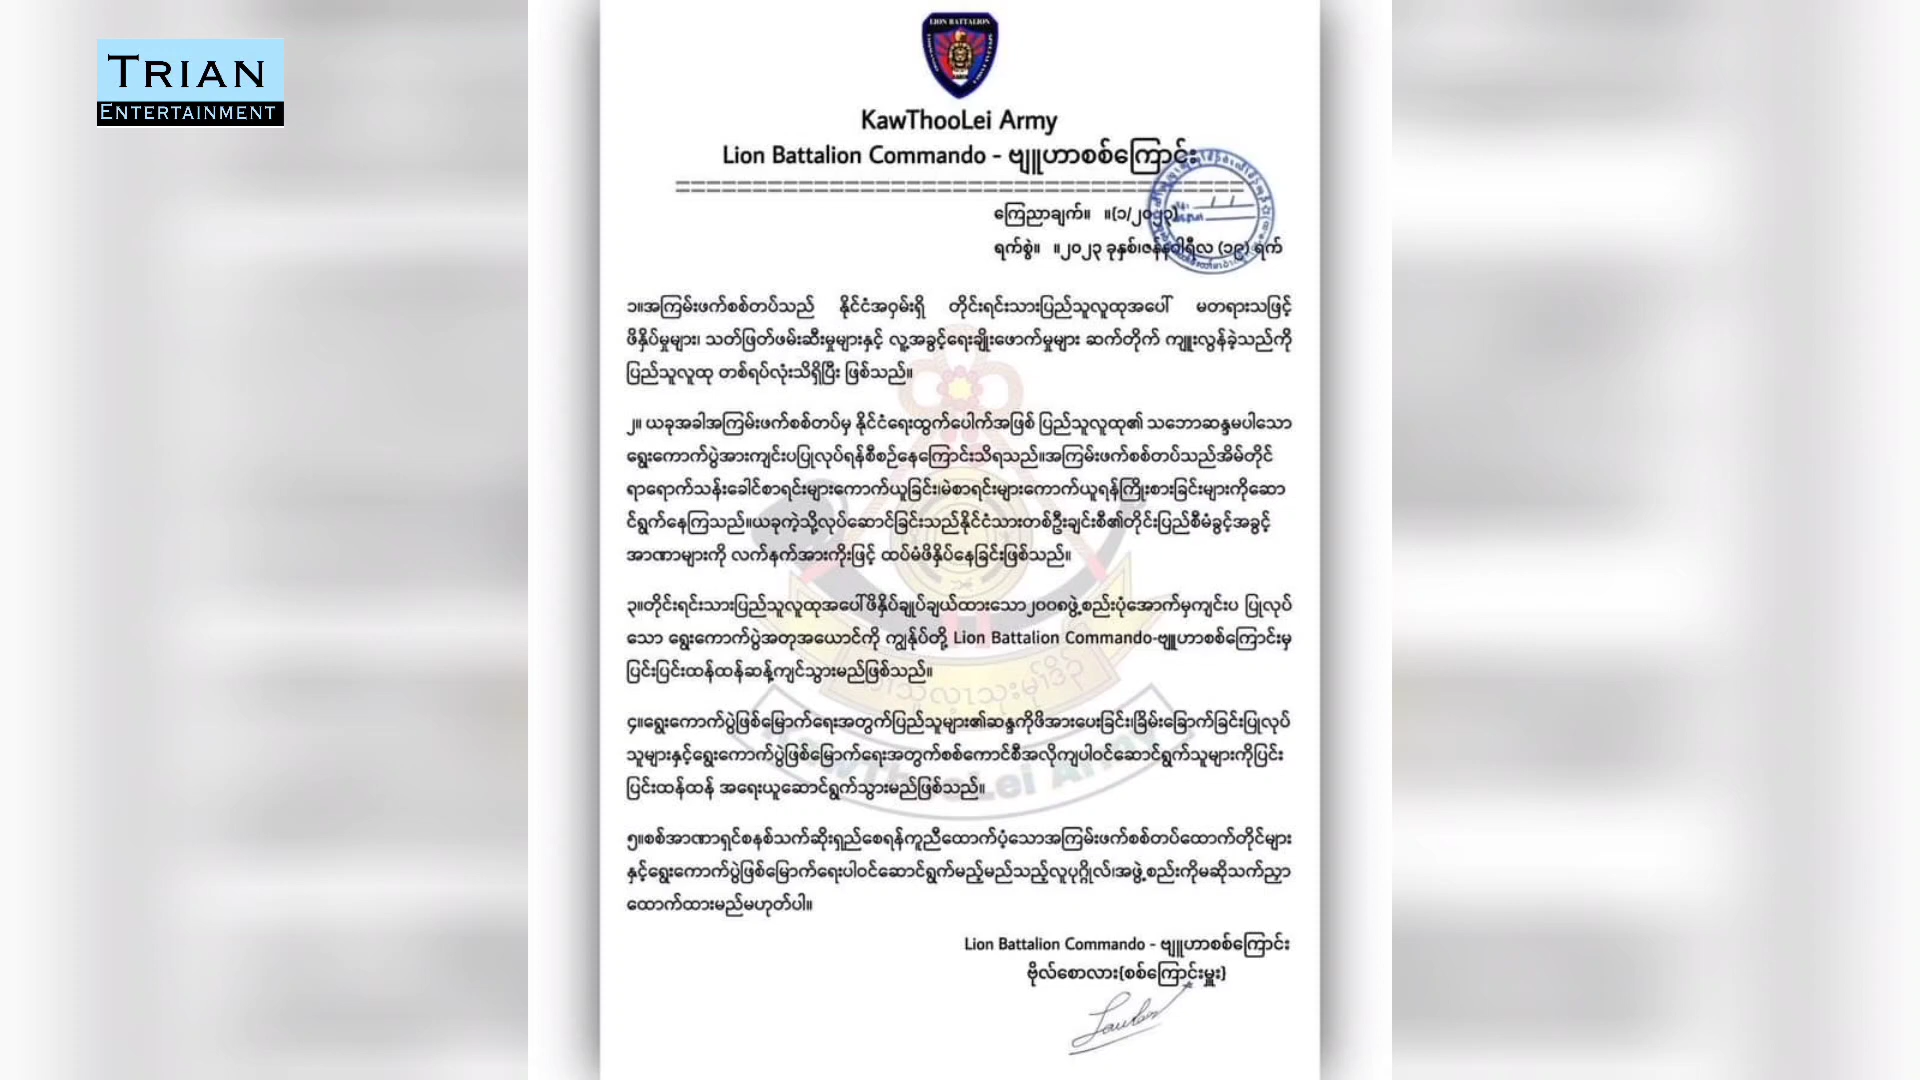 TRIAN
ENTERTAINMENT
LION BATTALION
KawThooLei Army
Lion Battalion Commando - ဗျူဟာစစ်ကြောင်း
ကြေညာချက်။ ။(၁/၂၀၂၃)
ရက်စွဲ။ ။၂၀၂၃ ခုနှစ်၊ဇန်နဝါရီလ (၁၉) ရက်
၁။အကြမ်းဖက်စစ်တပ်သည် နိုင်ငံအဝှမ်းရှိ တိုင်းရင်းသားပြည်သူလူထုအပေါ် မတရားသဖြင့်
ဖိနှိပ်မှုများ၊ သတ်ဖြတ်ဖမ်းဆီးမှုများနှင့် လူ့အခွင့်ရေးချိုးဖောက်မှုများ ဆက်တိုက် ကျူးလွန်ခဲ့သည်ကို
ပြည်သူလူထု တစ်ရပ်လုံးသိရှိပြီး ဖြစ်သည်။
၂။ ယခုအခါအကြမ်းဖက်စစ်တပ်မှ နိုင်ငံရေးထွက်ပေါက်အဖြစ် ပြည်သူလူထု၏ သဘောဆန္ဒမပါသော
ရွေးကောက်ပွဲအားကျင်းပပြုလုပ်ရန်စီစဉ်နေကြောင်းသိရသည်။အကြမ်းဖက်စစ်တပ်သည်အိမ်တိုင်
ရာရောက်သန်းခေါင်စာရင်းများကောက်ယူခြင်း၊မဲစာရင်းများကောက်ယူရန်ကြိုးစားခြင်းများကိုဆော
င်ရွက်နေကြသည်။ယခုကဲ့သို့လုပ်ဆောင်ခြင်းသည်နိုင်ငံသားတစ်ဦးချင်းစီ၏တိုင်းပြည်စီမံခွင့်အခွင့်
အာဏာများကို လက်နက်အားကိုးဖြင့် ထပ်မံဖိနှိပ်နေခြင်းဖြစ်သည်။
၃။တိုင်းရင်းသားပြည်သူလူထုအပေါ်ဖိနှိပ်ချုပ်ချယ်ထားသော၂၀၀၈ဖွဲ့စည်းပုံအောက်မှကျင်းပ ပြုလုပ်
သော ရွေးကောက်ပွဲအတုအယောင်ကို ကျွန်ုပ်တို့ Lion Battalion Commando-ဗျူဟာစစ်ကြောင်းမှ
ပြင်းပြင်းထန်ထန်ဆန့်ကျင်သွားမည်ဖြစ်သည်။
၄။ရွေးကောက်ပွဲဖြစ်မြောက်ရေးအတွက်ပြည်သူများ၏ဆန္ဒကိုဖိအားပေးခြင်း၊ခြိမ်းခြောက်ခြင်းပြုလုပ်
သူများနှင့်ရွေးကောက်ပွဲဖြစ်မြောက်ရေးအတွက်စစ်ကောင်စီအလိုကျပါဝင်ဆောင်ရွက်သူများကိုပြင်း
ပြင်းထန်ထန် အရေးယူဆောင်ရွက်သွားမည်ဖြစ်သည်။
၅။စစ်အာဏာရှင်စနစ်သက်ဆိုးရှည်စေရန်ကူညီထောက်ပံ့သောအကြမ်းဖက်စစ်တပ်ထောက်တိုင်များ
နှင့်ရွေးကောက်ပွဲဖြစ်မြောက်ရေးပါဝင်ဆောင်ရွက်မည့်မည်သည့်လူပုဂ္ဂိုလ်၊အဖွဲ့စည်းကိုမဆိုသက်ညှာ
ထောက်ထားမည်မဟုတ်ပါ။
Lion Battalion Commando - ဗျူဟာစစ်ကြောင်း
ဗိုလ်စောလား(စစ်ကြောင်းမှူး)
KawThooLei Army